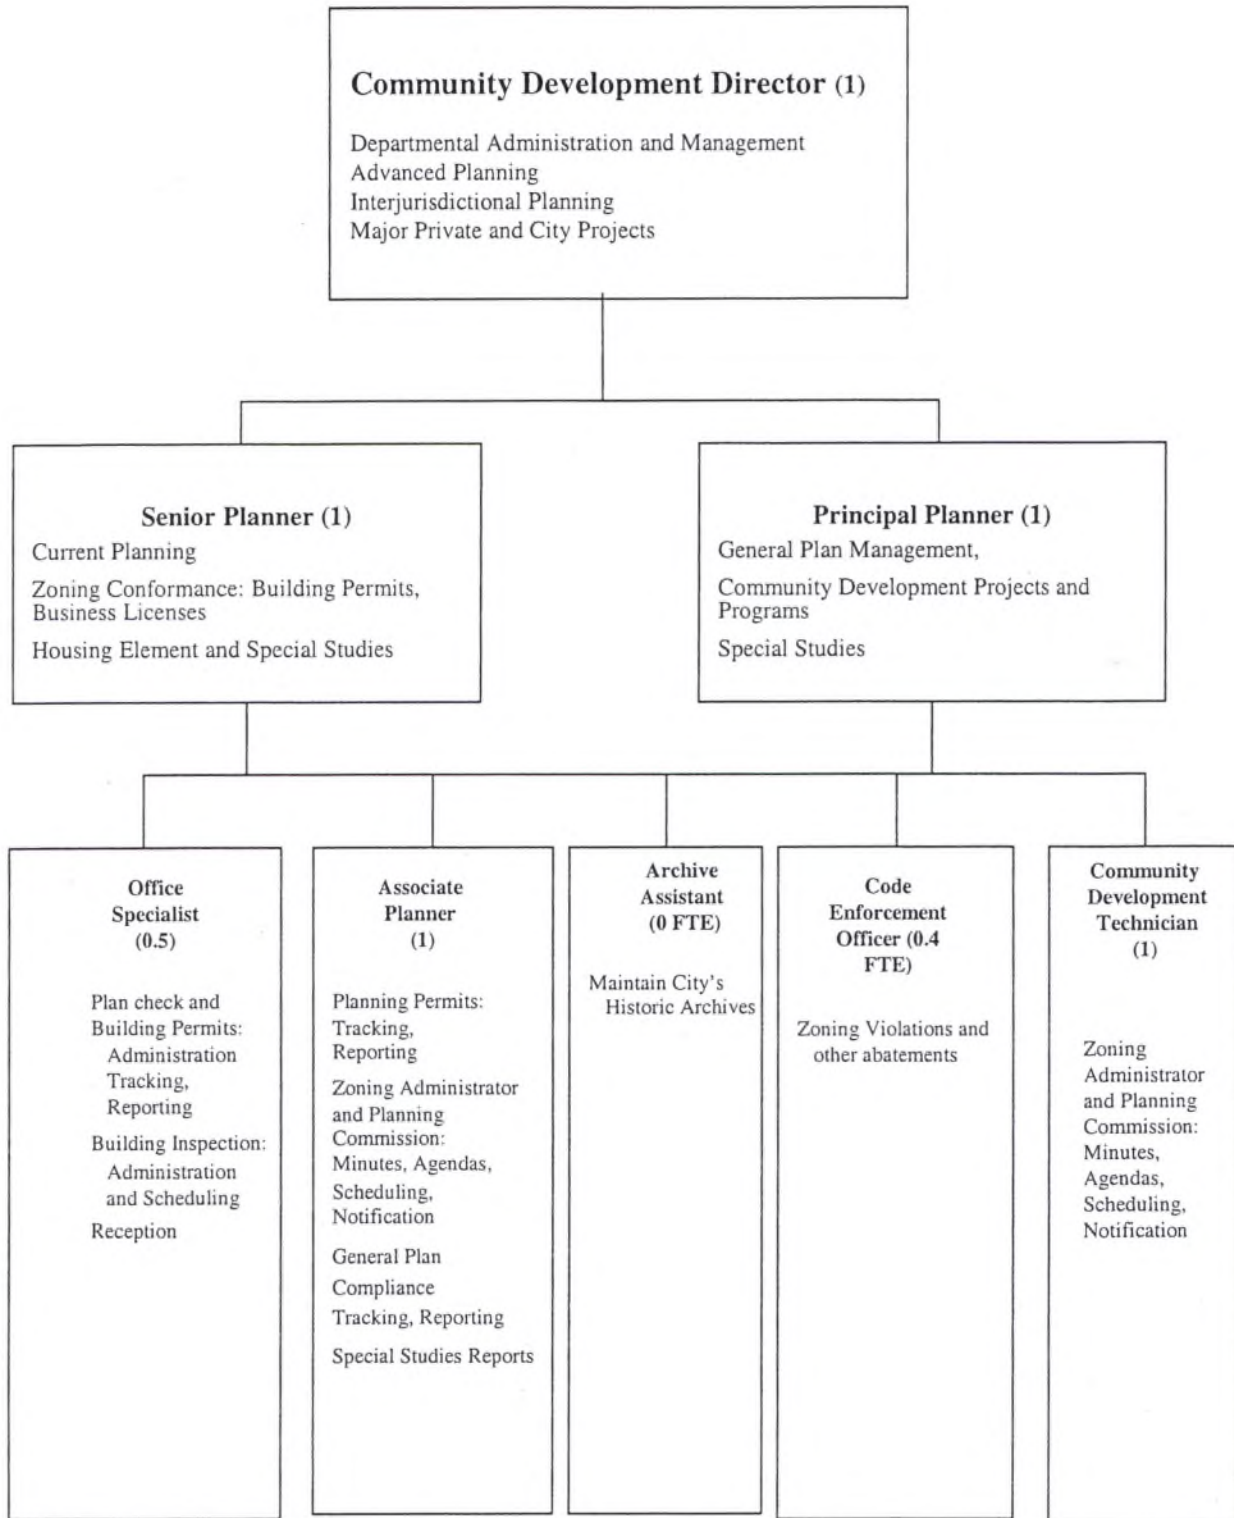 Community Development Director (1)
Departmental Administration and Management
Advanced Planning
Interjurisdictional Planning
Major Private and City Projects
Senior Planner (1)
Current Planning
Zoning Conformance: Building Permits,
Business Licenses
Housing Element and Special Studies
Principal Planner (1)
General Plan Management,
Community Development Projects and
Programs
Special Studies
Office
Specialist
(0.5)
Plan check and
Building Permits:
Administration
Tracking,
Reporting
Building Inspection:
Administration
and Scheduling
Reception
Associate
Planner
(1)
Planning Permits:
Tracking,
Reporting
Zoning Administrator
and Planning
Commission:
Minutes, Agendas,
Scheduling,
Notification
General Plan
Compliance
Tracking, Reporting
Special Studies Reports
Archive
Assistant
(0 FTE)
Maintain City's
Historic Archives
Code
Enforcement
Officer (0.4
FTE)
Zoning Violations and
other abatements
Community
Development
Technician
(1)
Zoning
Administrator
and Planning
Commission:
Minutes,
Agendas,
Scheduling,
Notification